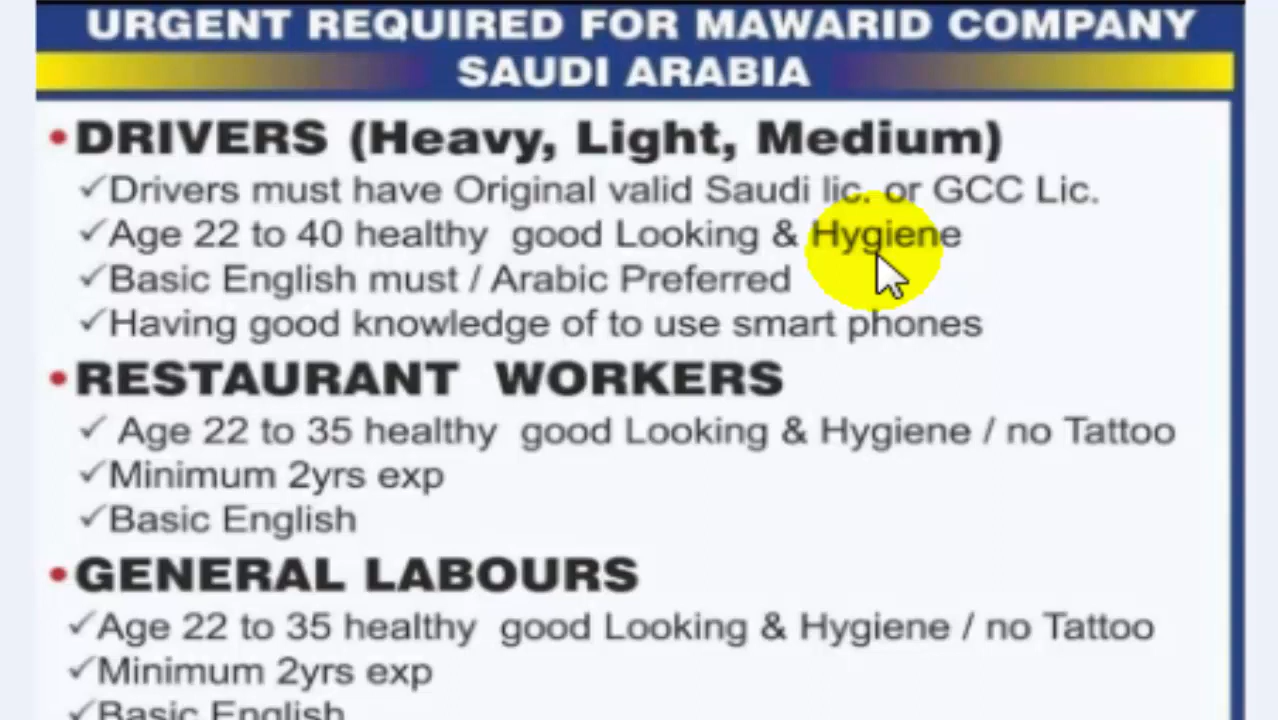 URGENT REQUIRED FOR MAWARID COMPANY
SAUDI ARABIA
•DRIVERS (Heavy, Light, Medium)
✓Drivers must have Original valid Saudi lic. or GCC Lic.
✓Age 22 to 40 healthy good Looking & Hygiene
✓Basic English must / Arabic Preferred
✓Having good knowledge of to use smart phones
•RESTAURANT WORKERS
✓ Age 22 to 35 healthy good Looking & Hygiene / no Tattoo
✓Minimum 2yrs exp
✓Basic English
•GENERAL LABOURS
✓Age 22 to 35 healthy good Looking & Hygiene / no Tattoo
✓Minimum 2yrs exp
✓Basic English